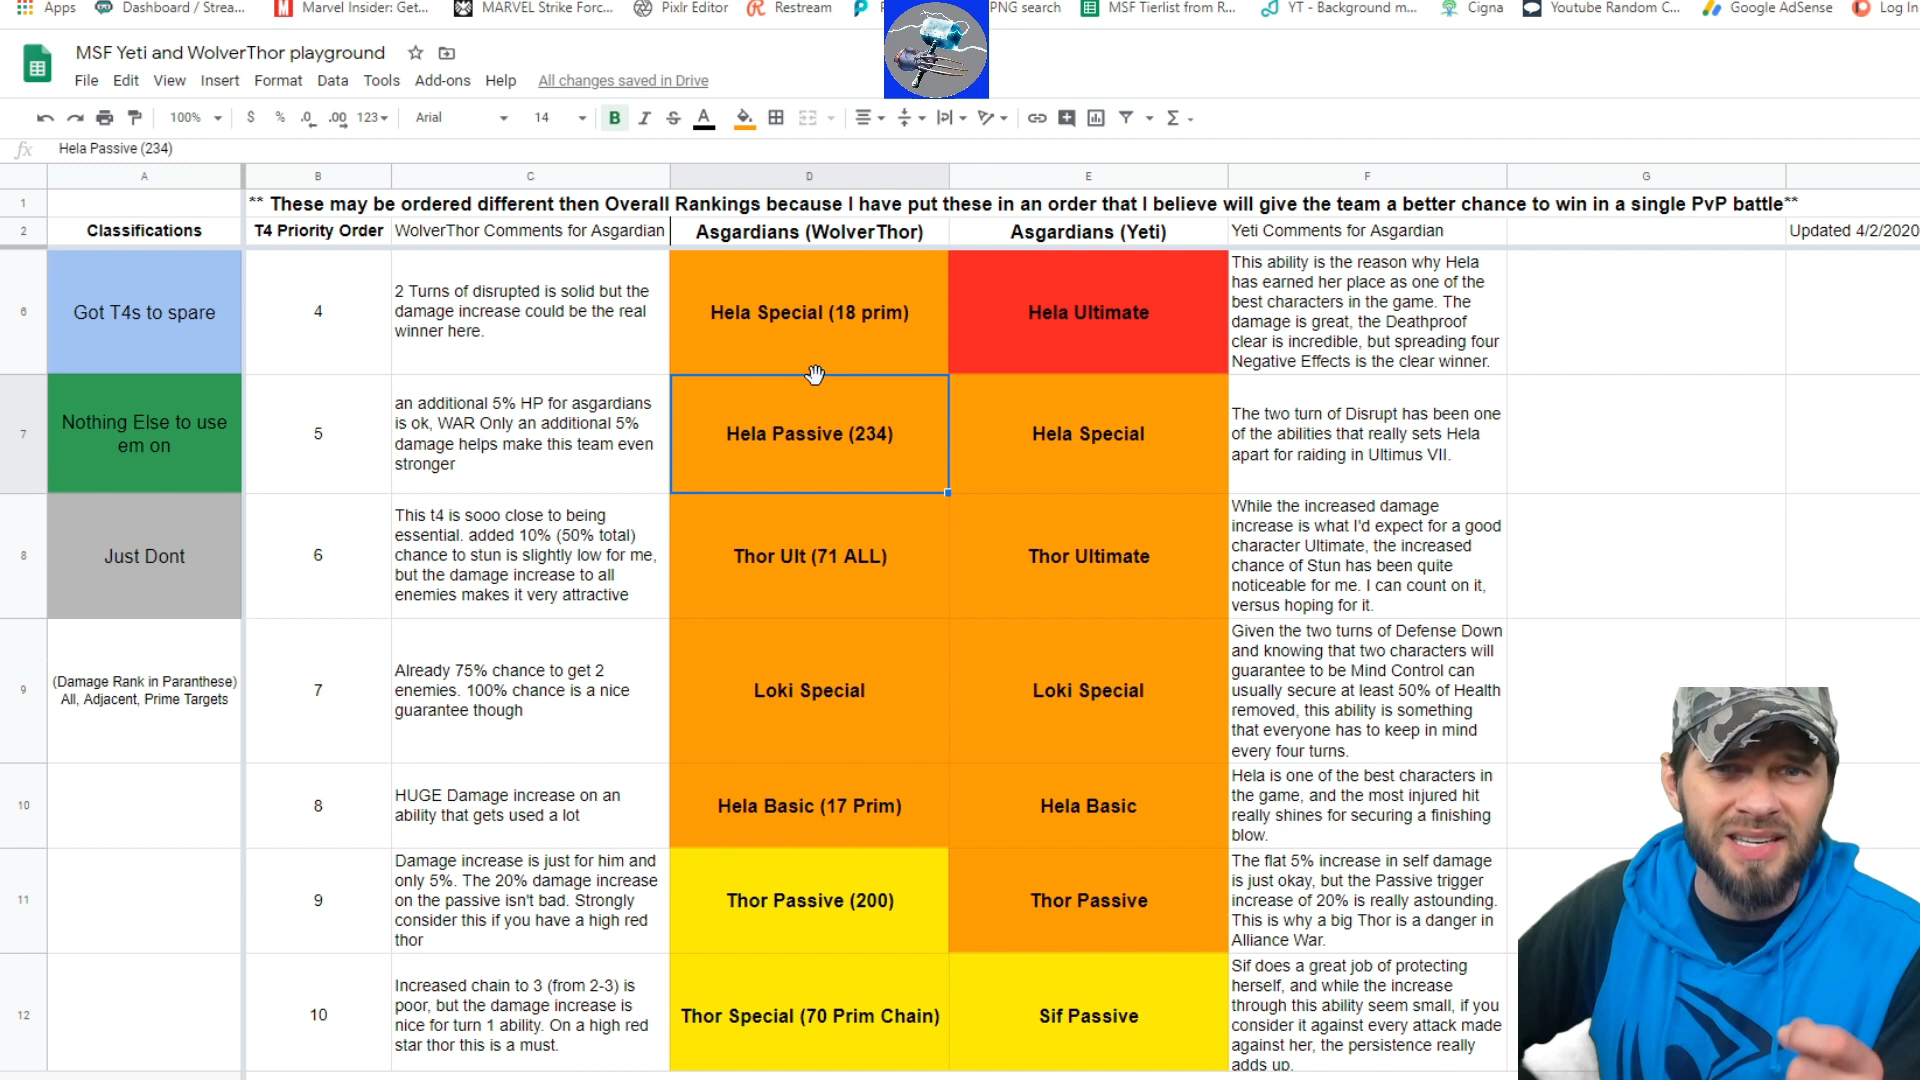 Apps
Dashboard / Strea...
Marvel Insider: Get...
MARVEL Strike Forc...
Pixlr Editor
Restream
PNG search
MSF Tierlist from R...
YT - Background m...
Cigna
Youtube Random C...
Google AdSense
Log In
MSF Yeti and WolverThor playground
File Edit View Insert Format Data Tools Add-ons Help All changes saved in Drive
100% $ % .0 .00 123 Arial 14 B I S A
fx Hela Passive (234)
A B C D E F G
1 ** These may be ordered different then Overall Rankings because I have put these in an order that I believe will give the team a better chance to win in a single PvP battle**
2 Classifications T4 Priority Order WolverThor Comments for Asgardian Asgardians (WolverThor) Asgardians (Yeti) Yeti Comments for Asgardian Updated 4/2/2020
6
Got T4s to spare
4
2 Turns of disrupted is solid but the
damage increase could be the real
winner here.
Hela Special (18 prim)
Hela Ultimate
This ability is the reason why Hela
has earned her place as one of the
best characters in the game. The
damage is great, the Deathproof
clear is incredible, but spreading four
Negative Effects is the clear winner.
7
Nothing Else to use
em on
5
an additional 5% HP for asgardians
is ok, WAR Only an additional 5%
damage helps make this team even
stronger
Hela Passive (234)
Hela Special
The two turn of Disrupt has been one
of the abilities that really sets Hela
apart for raiding in Ultimus VII.
8
Just Dont
6
This t4 is sooo close to being
essential. added 10% (50% total)
chance to stun is slightly low for me,
but the damage increase to all
enemies makes it very attractive
Thor Ult (71 ALL)
Thor Ultimate
While the increased damage
increase is what I'd expect for a good
character Ultimate, the increased
chance of Stun has been quite
noticeable for me. I can count on it,
versus hoping for it.
9
(Damage Rank in Paranthese)
All, Adjacent, Prime Targets
7
Already 75% chance to get 2
enemies. 100% chance is a nice
guarantee though
Loki Special
Loki Special
Given the two turns of Defense Down
and knowing that two characters will
guarantee to be Mind Control can
usually secure at least 50% of Health
removed, this ability is something
that everyone has to keep in mind
every four turns.
10
8
HUGE Damage increase on an
ability that gets used a lot
Hela Basic (17 Prim)
Hela Basic
Hela is one of the best characters in
the game, and the most injured hit
really shines for securing a finishing
blow.
11
9
Damage increase is just for him and
only 5%. The 20% damage increase
on the passive isn't bad. Strongly
consider this if you have a high red
thor
Thor Passive (200)
Thor Passive
The flat 5% increase in self damage
is just okay, but the Passive trigger
increase of 20% is really astounding.
This is why a big Thor is a danger in
Alliance War.
12
10
Increased chain to 3 (from 2-3) is
poor, but the damage increase is
nice for turn 1 ability. On a high red
star thor this is a must.
Thor Special (70 Prim Chain)
Sif Passive
Sif does a great job of protecting
herself, and while the increase
through this ability seem small, if you
consider it against every attack made
against her, the persistence really
adds up.